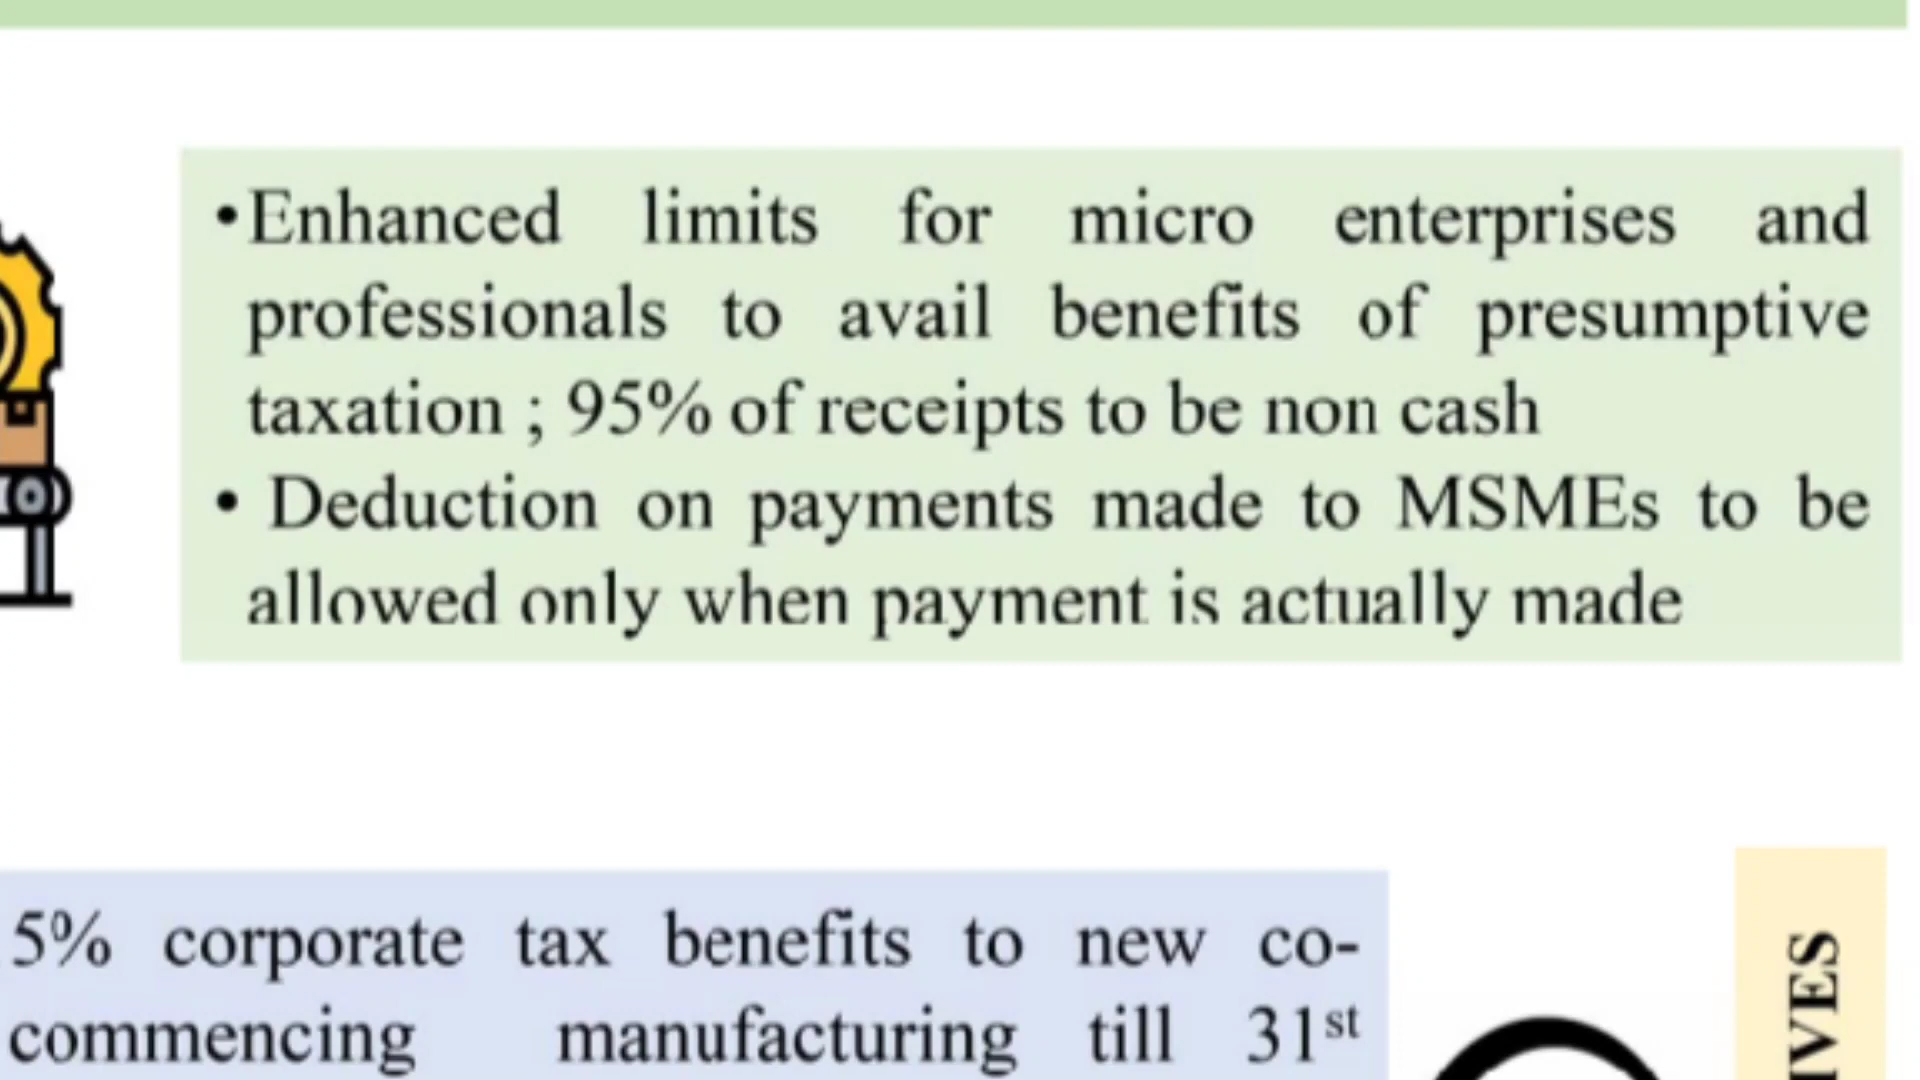 •Enhanced limits for micro enterprises and
professionals to avail benefits of presumptive
taxation ; 95% of receipts to be non cash
• Deduction on payments made to MSMEs to be
allowed only when payment is actually made
5% corporate tax benefits to new co-
commencing manufacturing till 31st